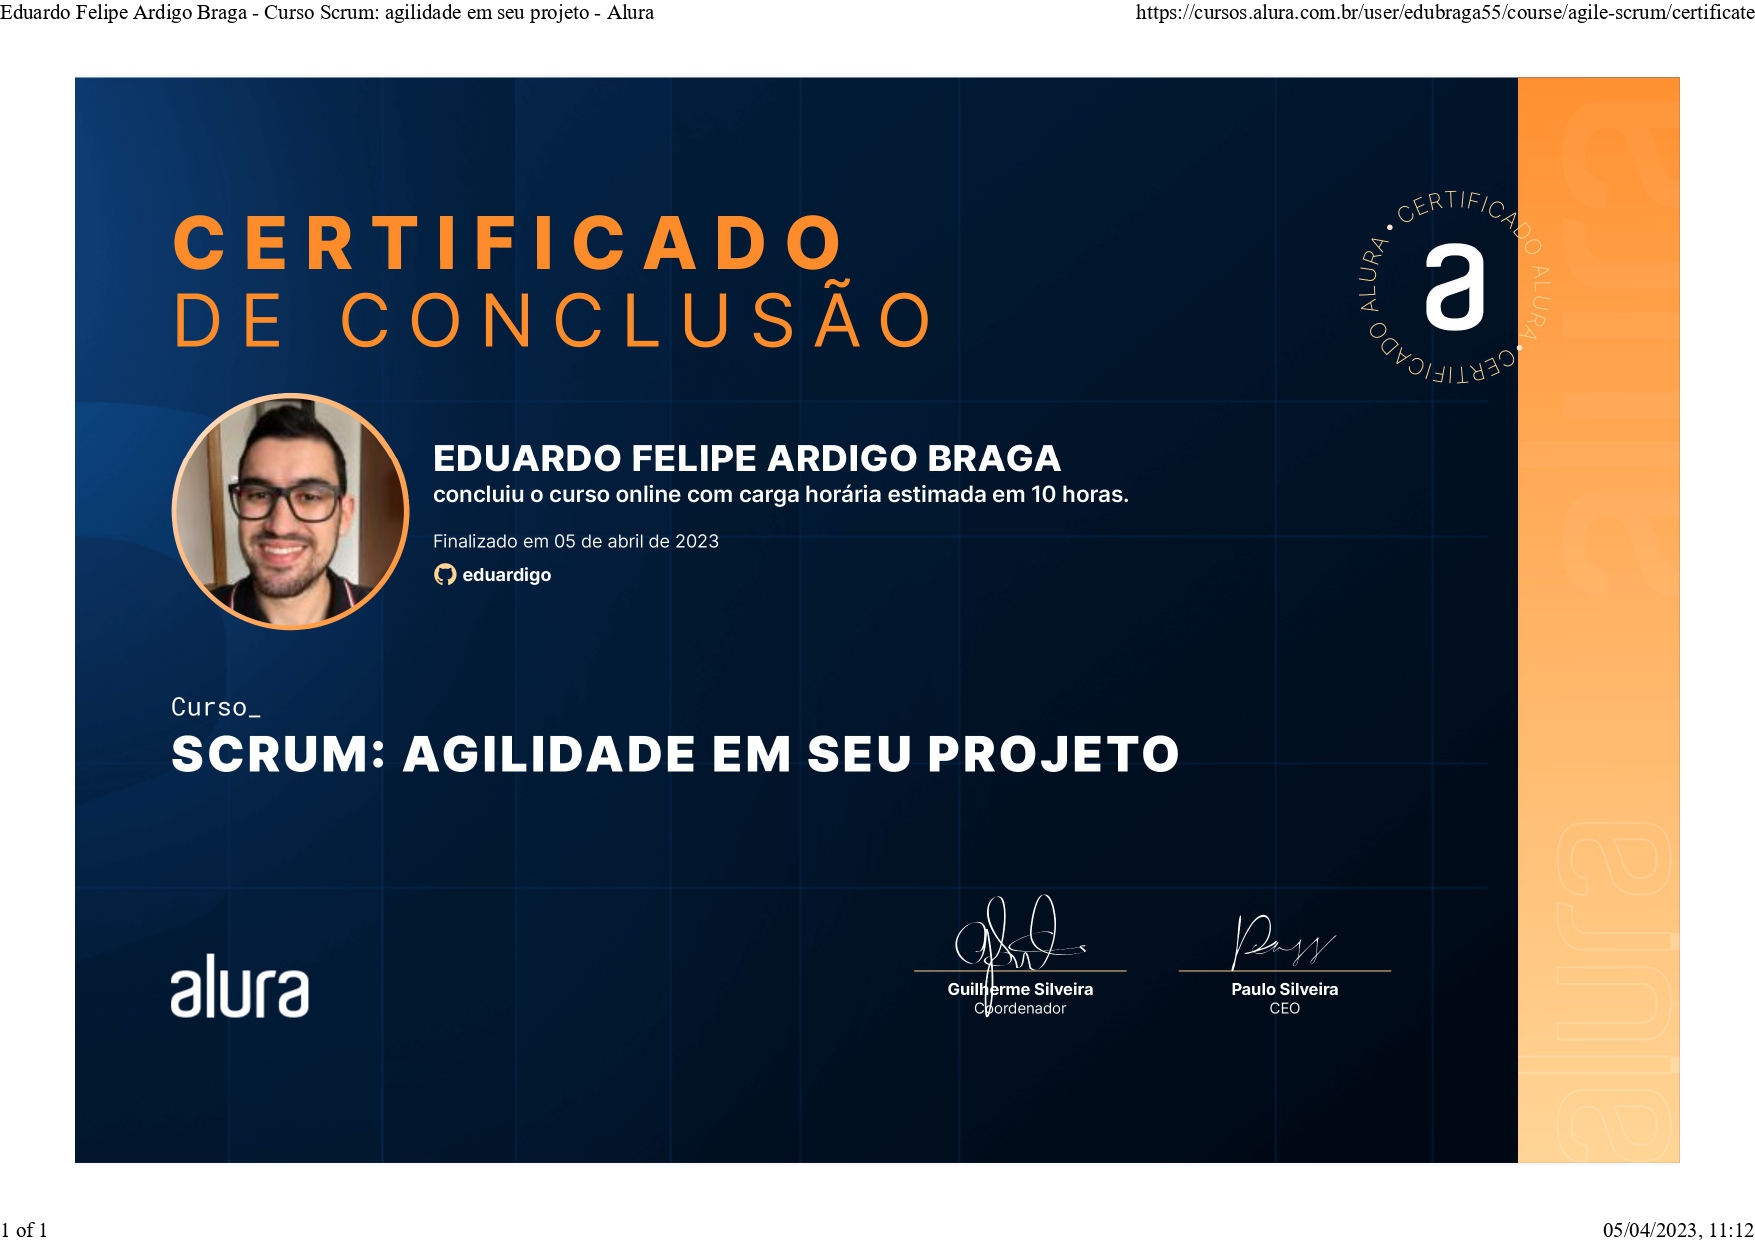 Eduardo Felipe Ardigo Braga - Curso Scrum: agilidade em seu projeto - Alura
https://cursos.alura.com.br/user/edubraga55/course/agile-scrum/certificate
CERTIFICADO
DE CONCLUSÃO
CERTIFICADO ALURA • CERTIFICADO ALURA •
a
EDUARDO FELIPE ARDIGO BRAGA
concluiu o curso online com carga horária estimada em 10 horas.
Finalizado em 05 de abril de 2023
eduardigo
Curso_
SCRUM: AGILIDADE EM SEU PROJETO
alura
Guilherme Silveira
Coordenador
Paulo Silveira
CEO
alura
alura
1 of 1
05/04/2023, 11:12